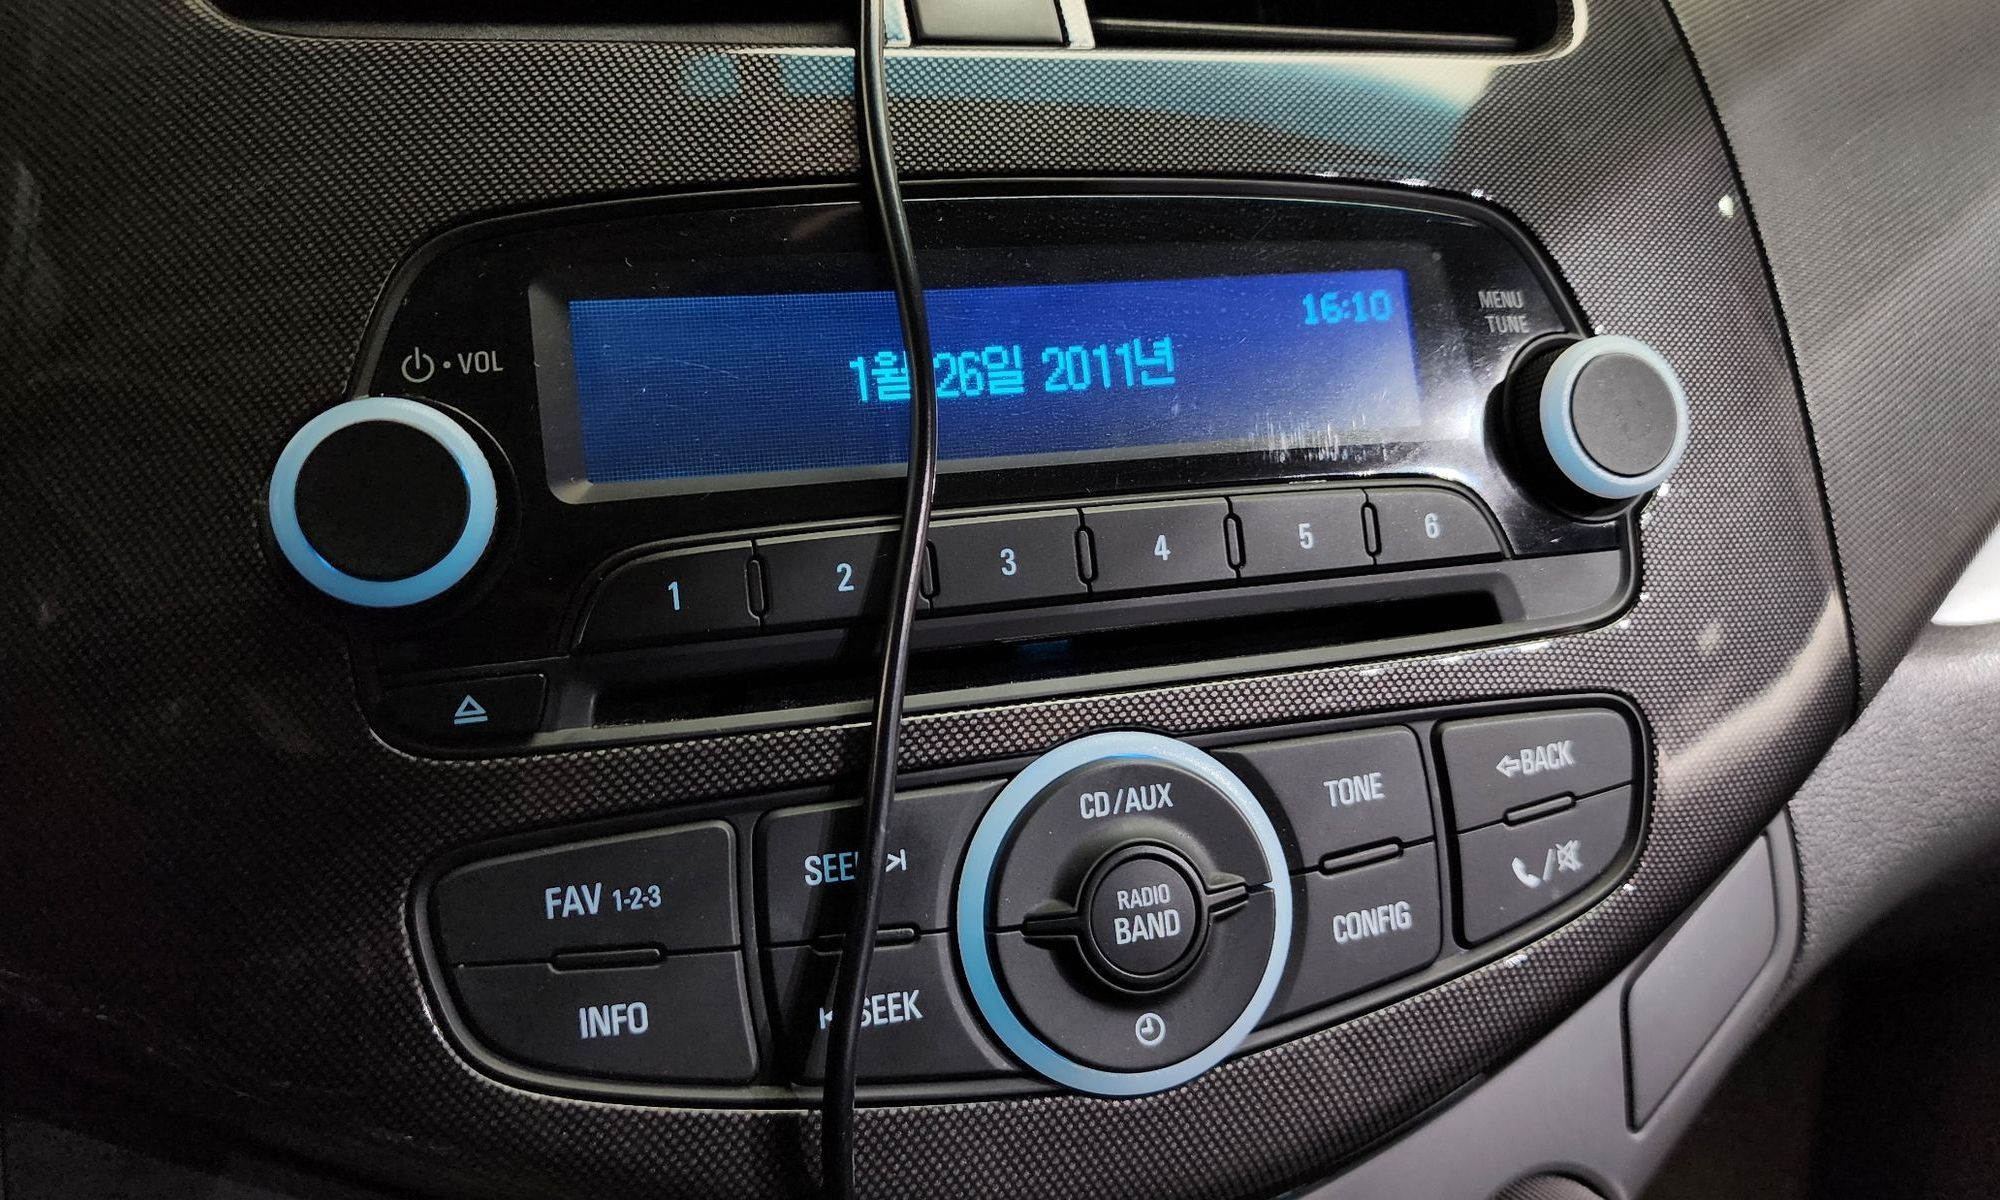 16:10
1월 26일 2011년
MENU
TUNE
VOL
1 2 3 4 5 6
CD/AUX
TONE
BACK
FAV 1-2-3
SEEK
RADIO
BAND
CONFIG
INFO
SEEK